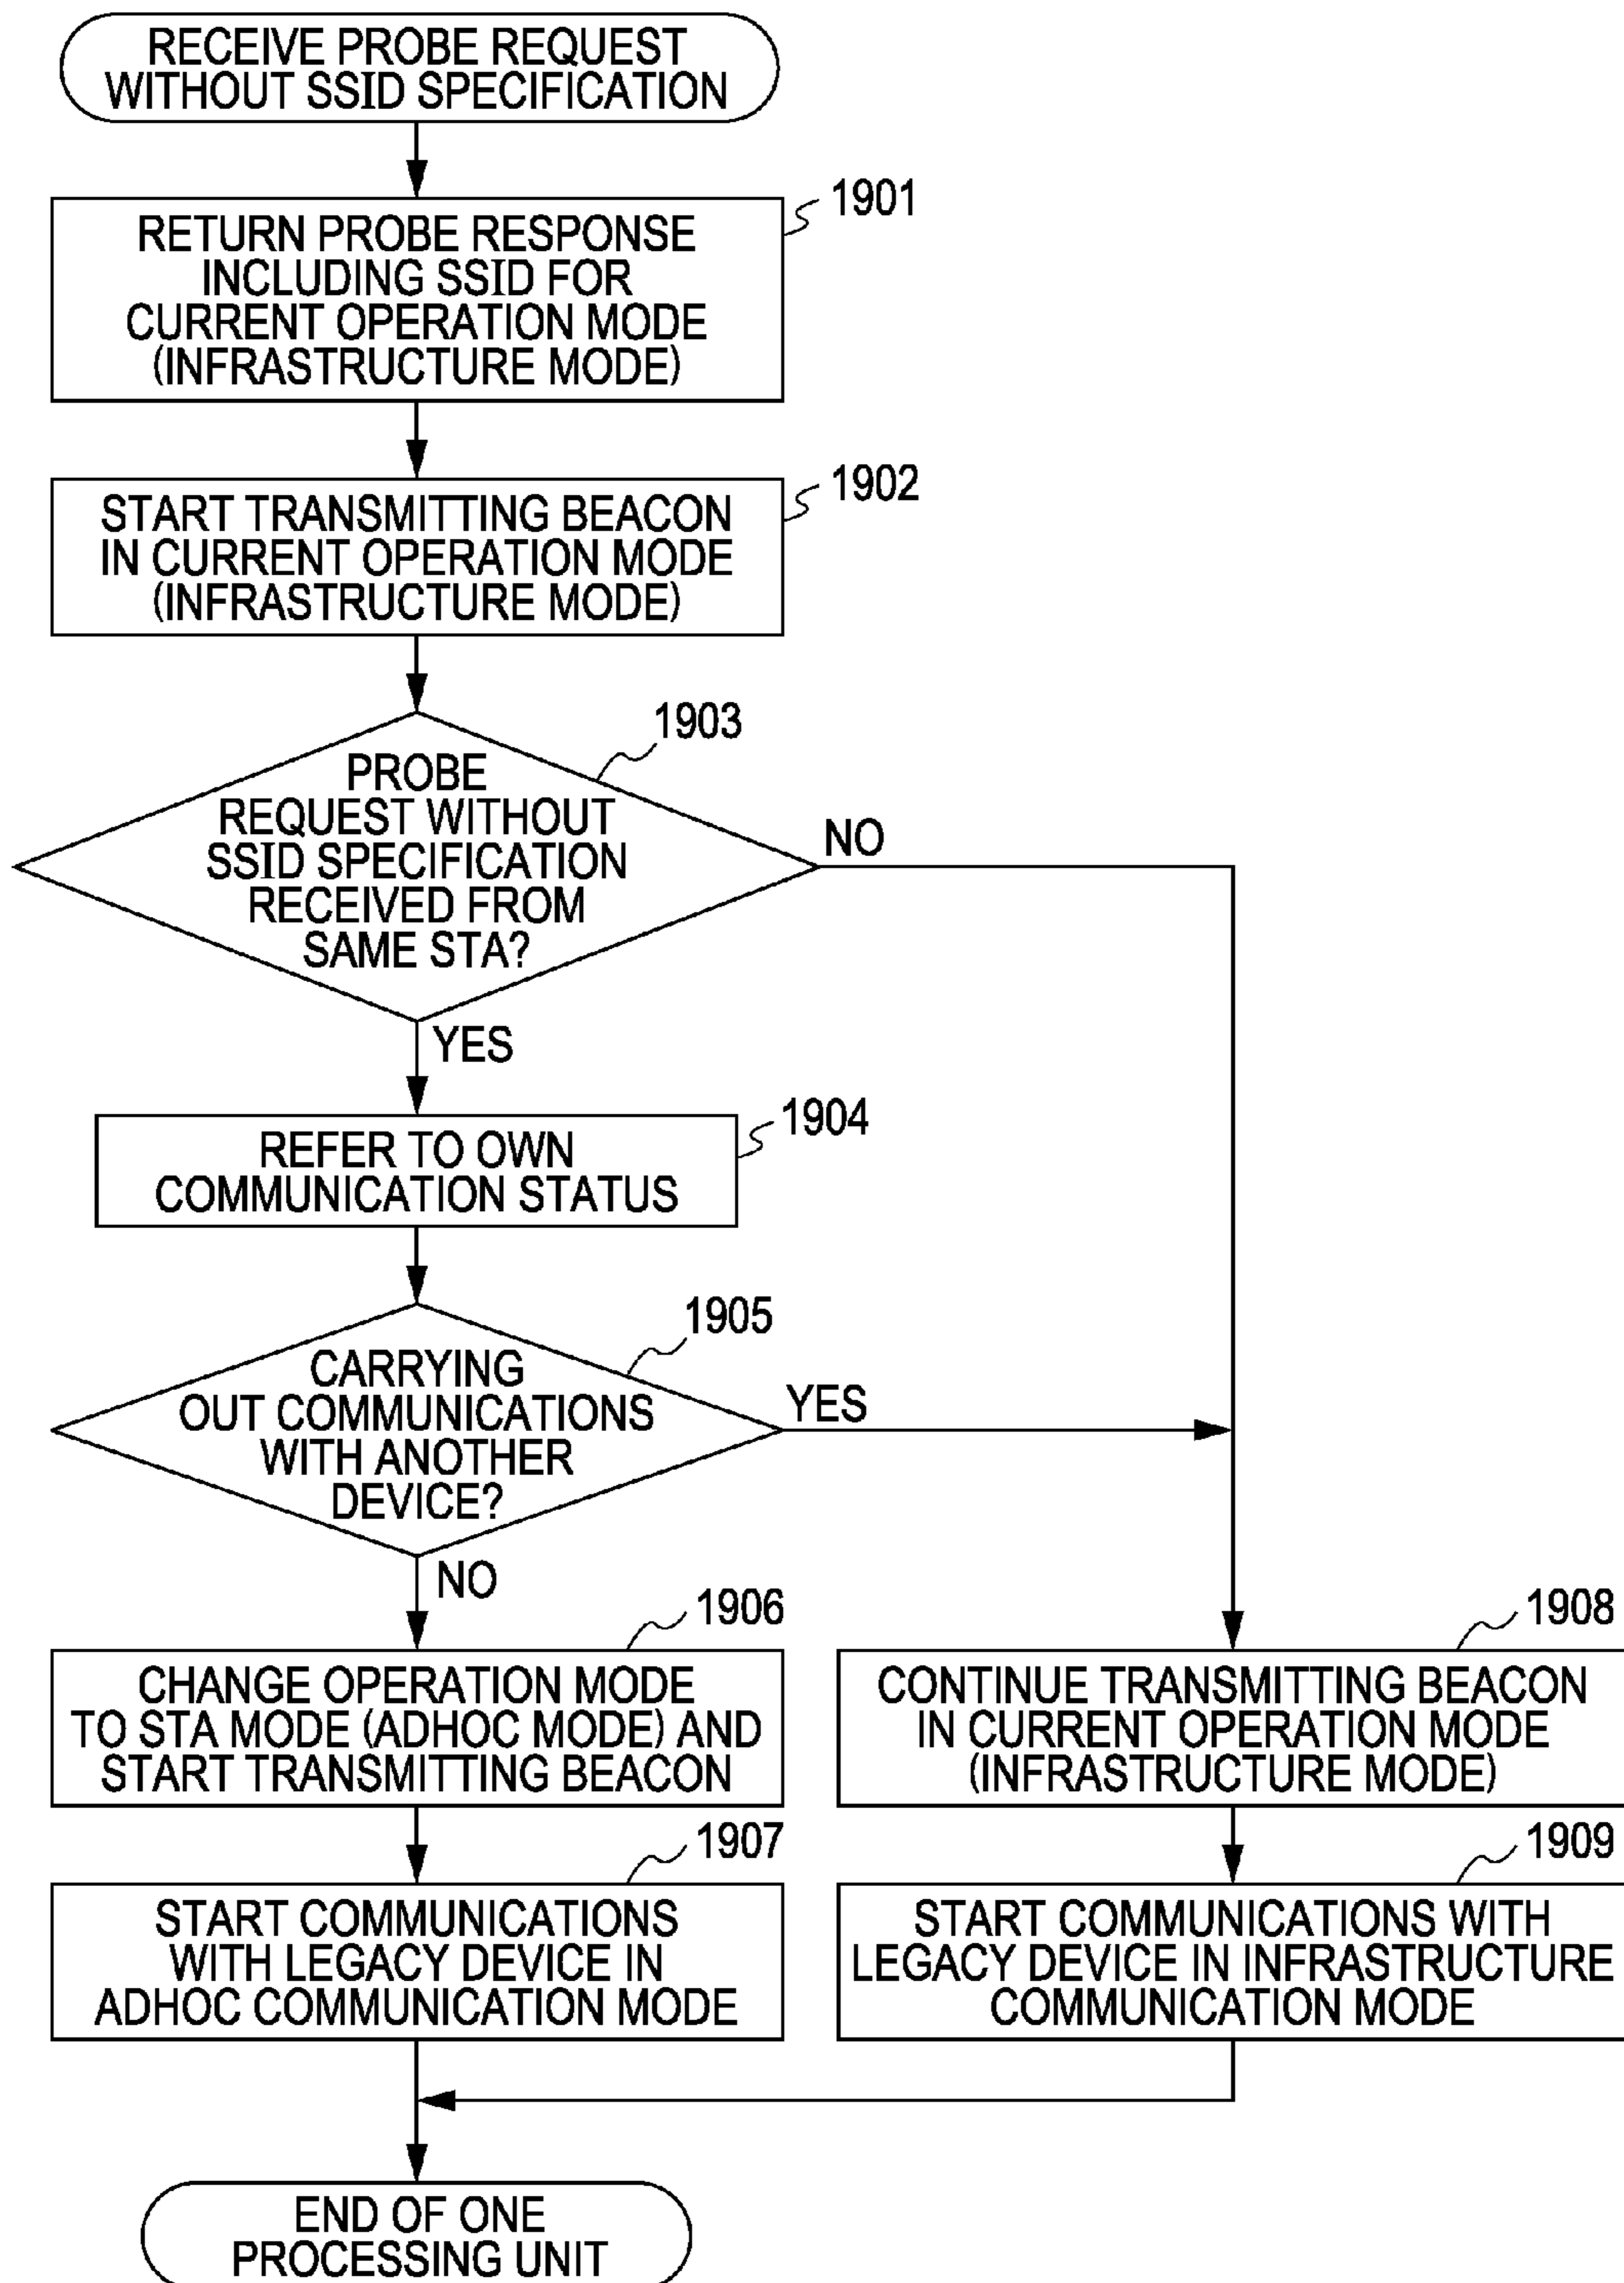 RECEIVE PROBE REQUEST
WITHOUT SSID SPECIFICATION
1901
RETURN PROBE RESPONSE
INCLUDING SSID FOR
CURRENT OPERATION MODE
(INFRASTRUCTURE MODE)
1902
START TRANSMITTING BEACON
IN CURRENT OPERATION MODE
(INFRASTRUCTURE MODE)
1903
PROBE
REQUEST WITHOUT
SSID SPECIFICATION
RECEIVED FROM
SAME STA?
NO
YES
1904
REFER TO OWN
COMMUNICATION STATUS
1905
CARRYING
OUT COMMUNICATIONS
WITH ANOTHER
DEVICE?
YES
NO
1906
CHANGE OPERATION MODE
TO STA MODE (ADHOC MODE) AND
START TRANSMITTING BEACON
1908
CONTINUE TRANSMITTING BEACON
IN CURRENT OPERATION MODE
(INFRASTRUCTURE MODE)
1907
START COMMUNICATIONS
WITH LEGACY DEVICE IN
ADHOC COMMUNICATION MODE
1909
START COMMUNICATIONS WITH
LEGACY DEVICE IN INFRASTRUCTURE
COMMUNICATION MODE
END OF ONE
PROCESSING UNIT